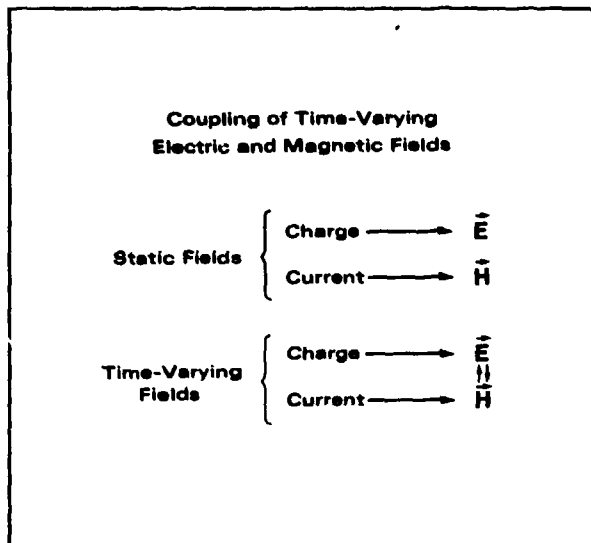 Coupling of Time-Varying
Electric and Magnetic Fields
Static Fields
Charge → E⃗
Current → H⃗
Time-Varying
Fields
Charge → E⃗
↑↓
Current → H⃗